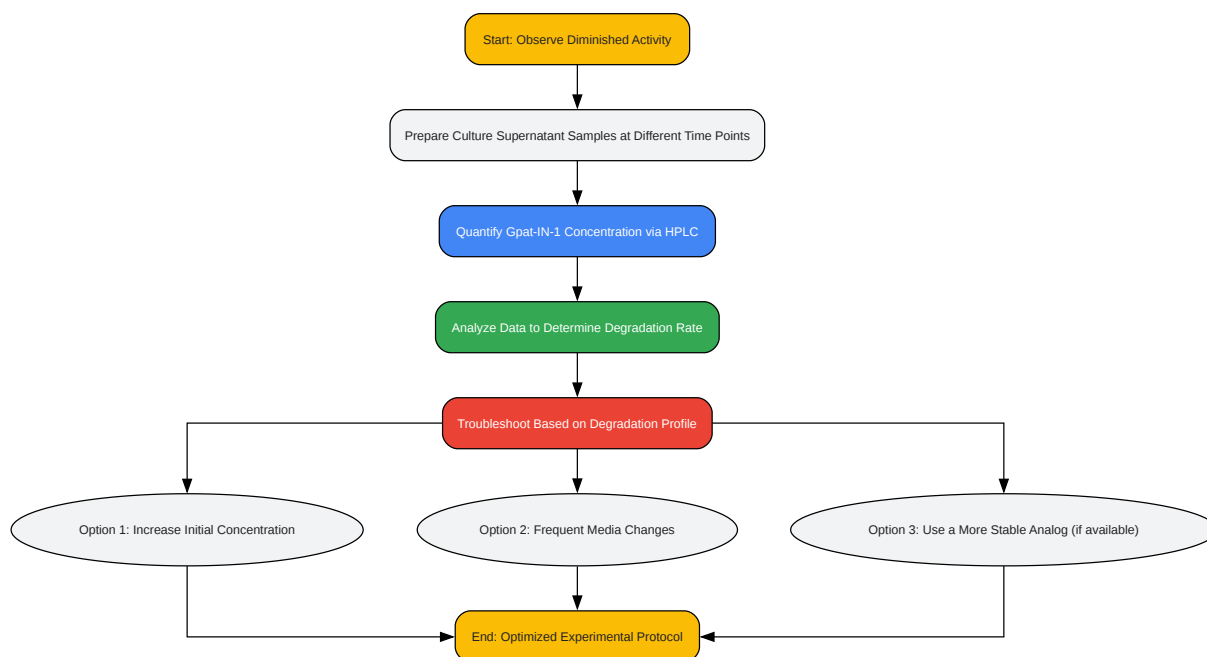 Start: Observe Diminished Activity
Prepare Culture Supernatant Samples at Different Time Points
Quantify Gpat-IN-1 Concentration via HPLC
Analyze Data to Determine Degradation Rate
Troubleshoot Based on Degradation Profile
Option 1: Increase Initial Concentration
Option 2: Frequent Media Changes
Option 3: Use a More Stable Analog (if available)
End: Optimized Experimental Protocol